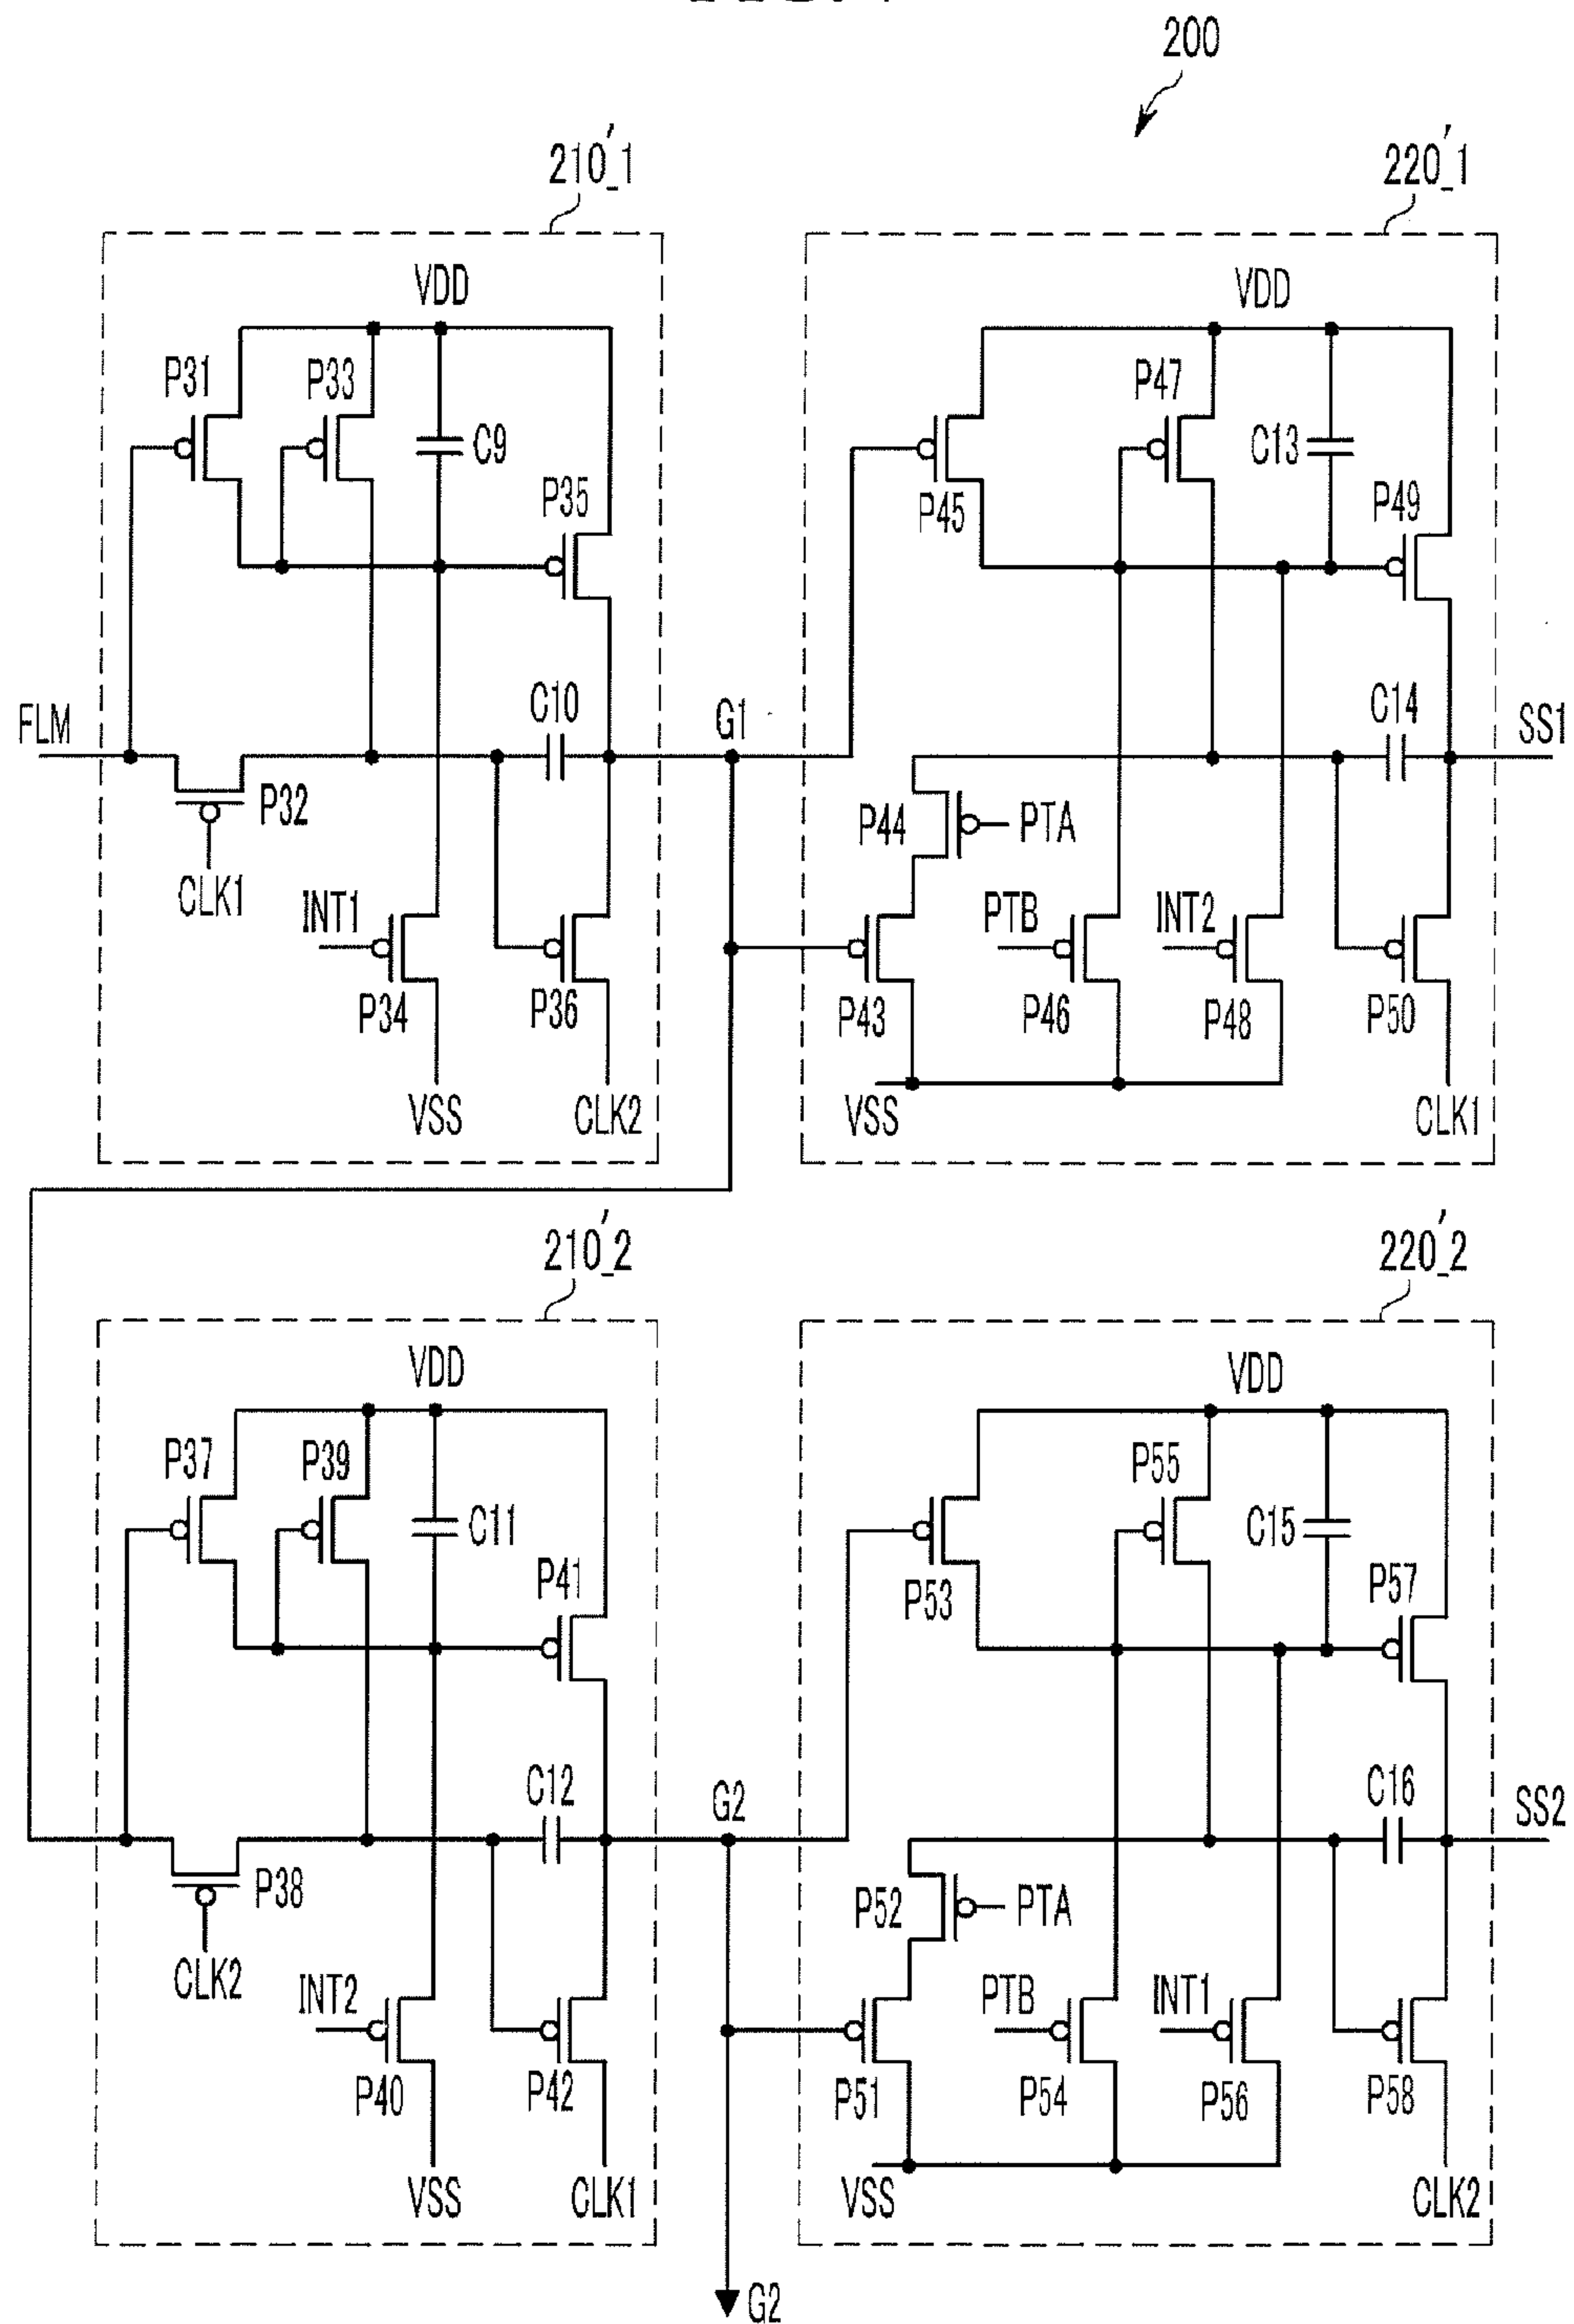 200
210'_1
220'_1
VDD
VDD
P31
P33
C9
P35
P45
P47
C13
P49
FLM
P32
CLK1
C10
G1
C14
SS1
P44
PTA
INT1
P34
P36
VSS
CLK2
P43
PTB
P46
INT2
P48
P50
VSS
CLK1
210'_2
220'_2
VDD
VDD
P37
P39
C11
P41
P53
P55
C15
P57
P38
CLK2
C12
G2
C16
SS2
P52
PTA
INT2
P40
P42
VSS
CLK1
P51
PTB
P54
INT1
P56
P58
VSS
CLK2
G2